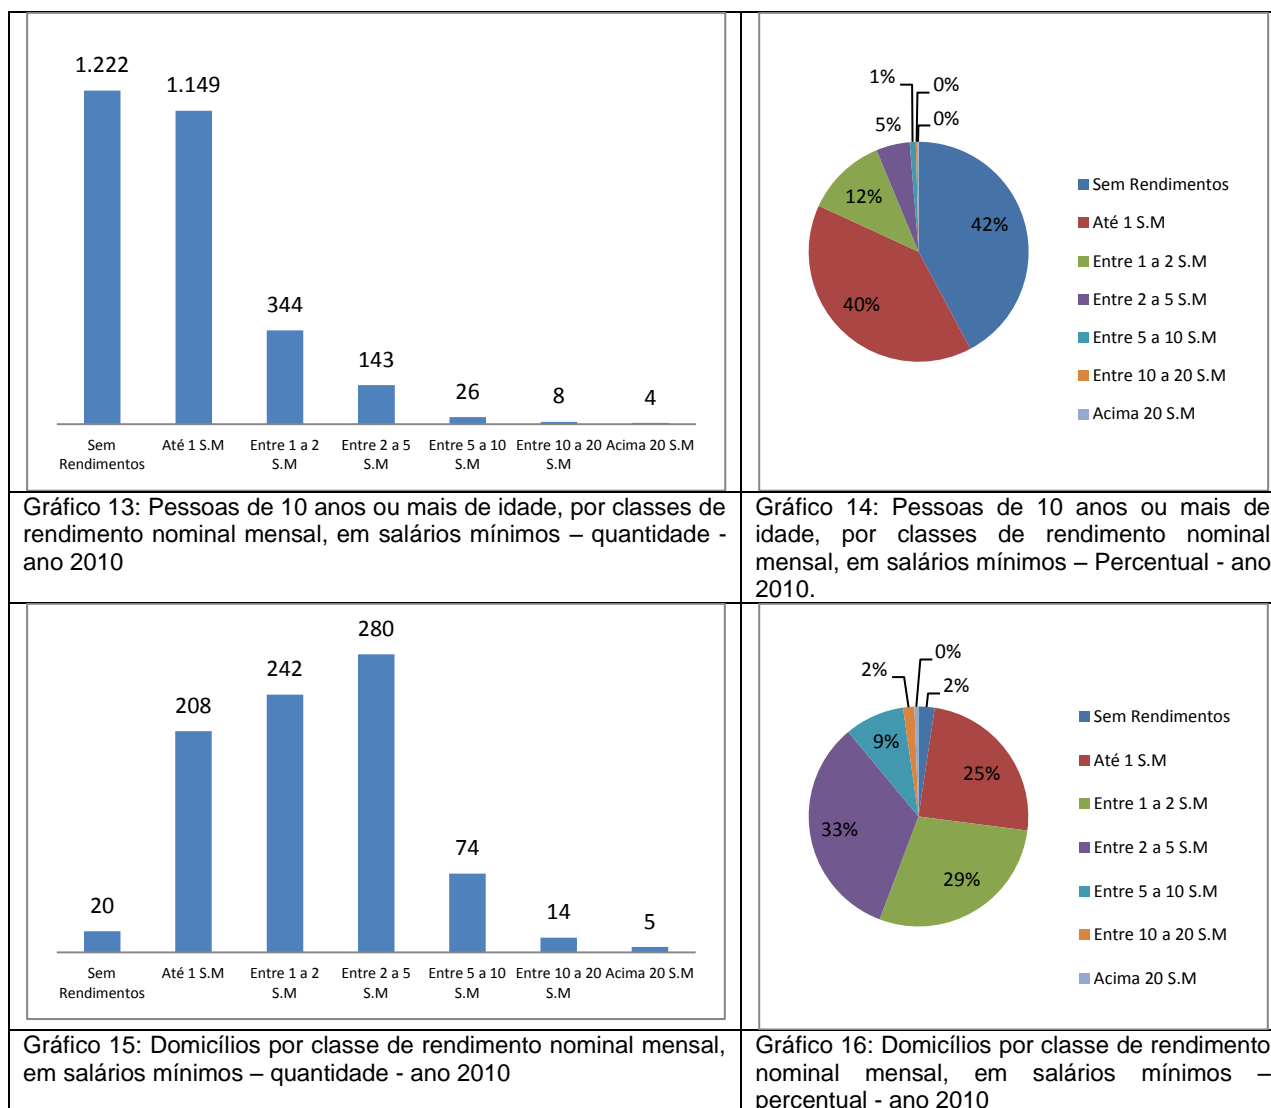 1.222
1.149
344
143
26
8
4
Sem
Rendimentos
Até 1 S.M
Entre 1 a 2
S.M
Entre 2 a 5
S.M
Entre 5 a 10
S.M
Entre 10 a 20
S.M
Acima 20 S.M
1%
0%
0%
5%
12%
42%
40%
Sem Rendimentos
Até 1 S.M
Entre 1 a 2 S.M
Entre 2 a 5 S.M
Entre 5 a 10 S.M
Entre 10 a 20 S.M
Acima 20 S.M
Gráfico 13: Pessoas de 10 anos ou mais de idade, por classes de
rendimento nominal mensal, em salários mínimos – quantidade -
ano 2010
Gráfico 14: Pessoas de 10 anos ou mais de
idade, por classes de rendimento nominal
mensal, em salários mínimos – Percentual - ano
2010.
280
242
208
74
20
14
5
Sem
Rendimentos
Até 1 S.M
Entre 1 a 2
S.M
Entre 2 a 5
S.M
Entre 5 a 10
S.M
Entre 10 a 20
S.M
Acima 20 S.M
2%
0%
2%
9%
25%
33%
29%
Sem Rendimentos
Até 1 S.M
Entre 1 a 2 S.M
Entre 2 a 5 S.M
Entre 5 a 10 S.M
Entre 10 a 20 S.M
Acima 20 S.M
Gráfico 15: Domicílios por classe de rendimento nominal mensal,
em salários mínimos – quantidade - ano 2010
Gráfico 16: Domicílios por classe de rendimento
nominal mensal, em salários mínimos –
percentual - ano 2010